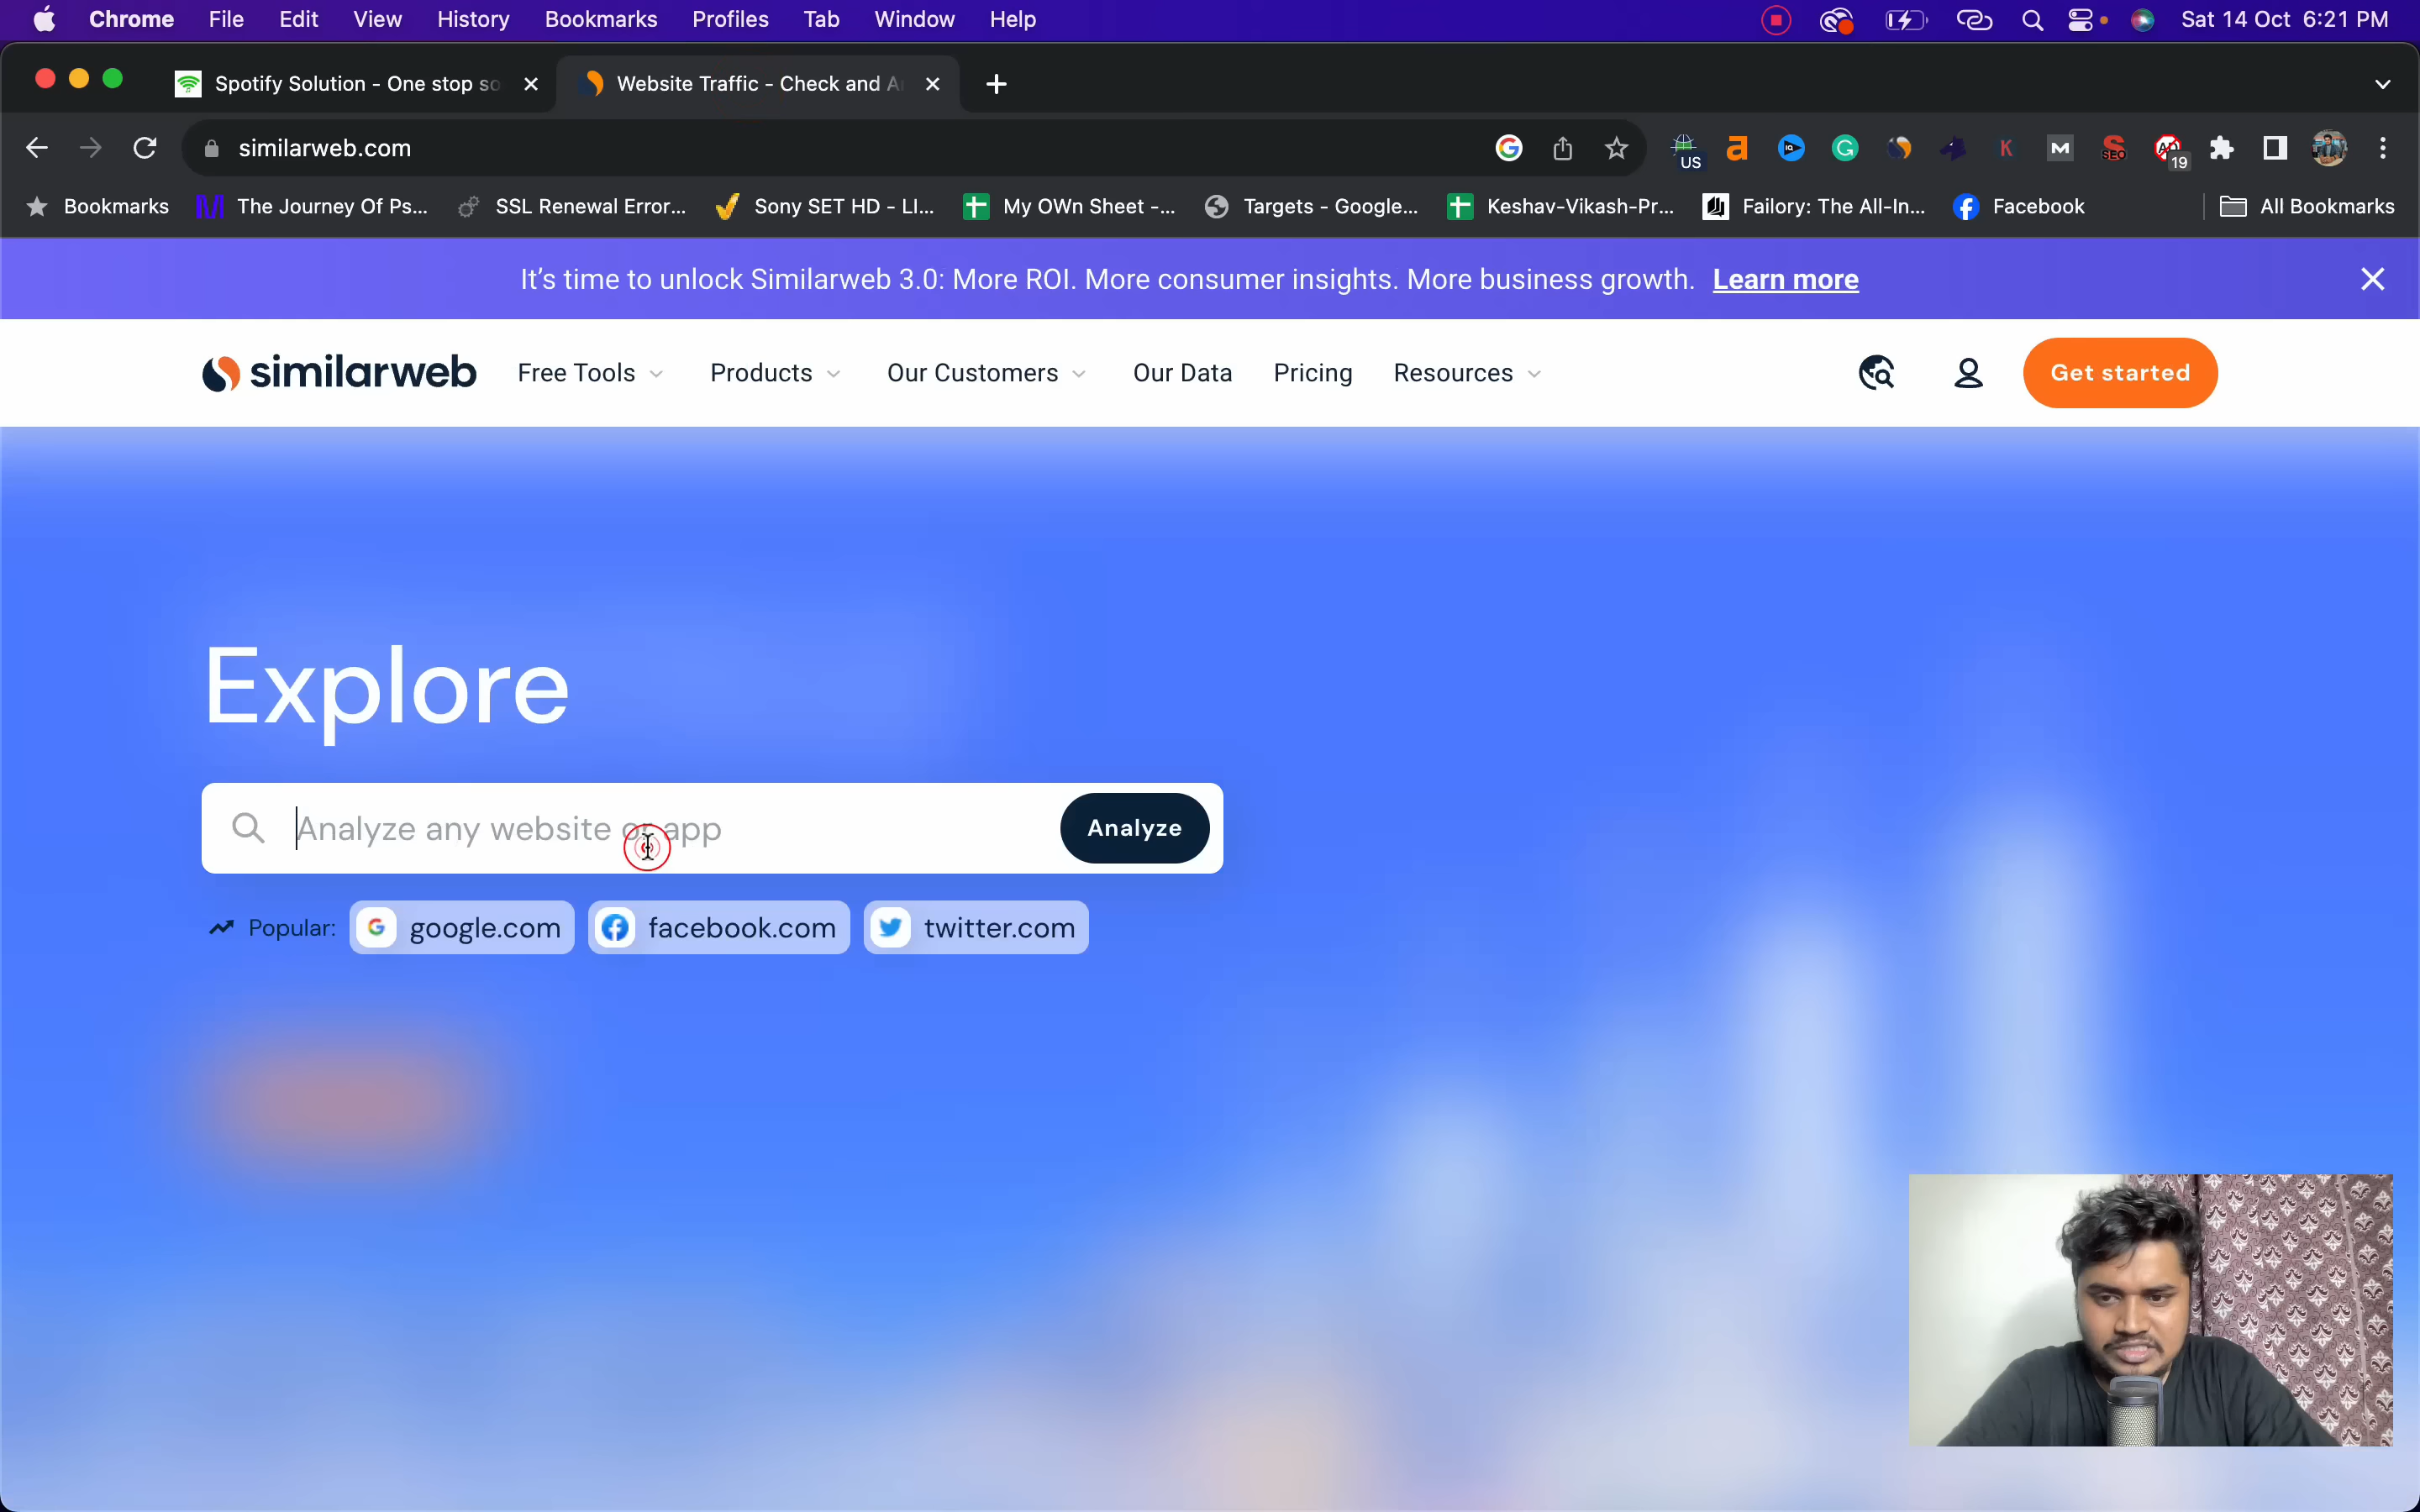 Chrome File Edit View History Bookmarks Profiles Tab Window Help Sat 14 Oct 6:21 PM
Spotify Solution - One stop so
Website Traffic - Check and A
similarweb.com
US
19
Bookmarks The Journey Of Ps... SSL Renewal Error... Sony SET HD - LI... My OWn Sheet -... Targets - Google... Keshav-Vikash-Pr... Failory: The All-In... Facebook All Bookmarks
It's time to unlock Similarweb 3.0: More ROI. More consumer insights. More business growth. Learn more
similarweb Free Tools Products Our Customers Our Data Pricing Resources Get started
Explore
Analyze any website or app Analyze
Popular: google.com facebook.com twitter.com